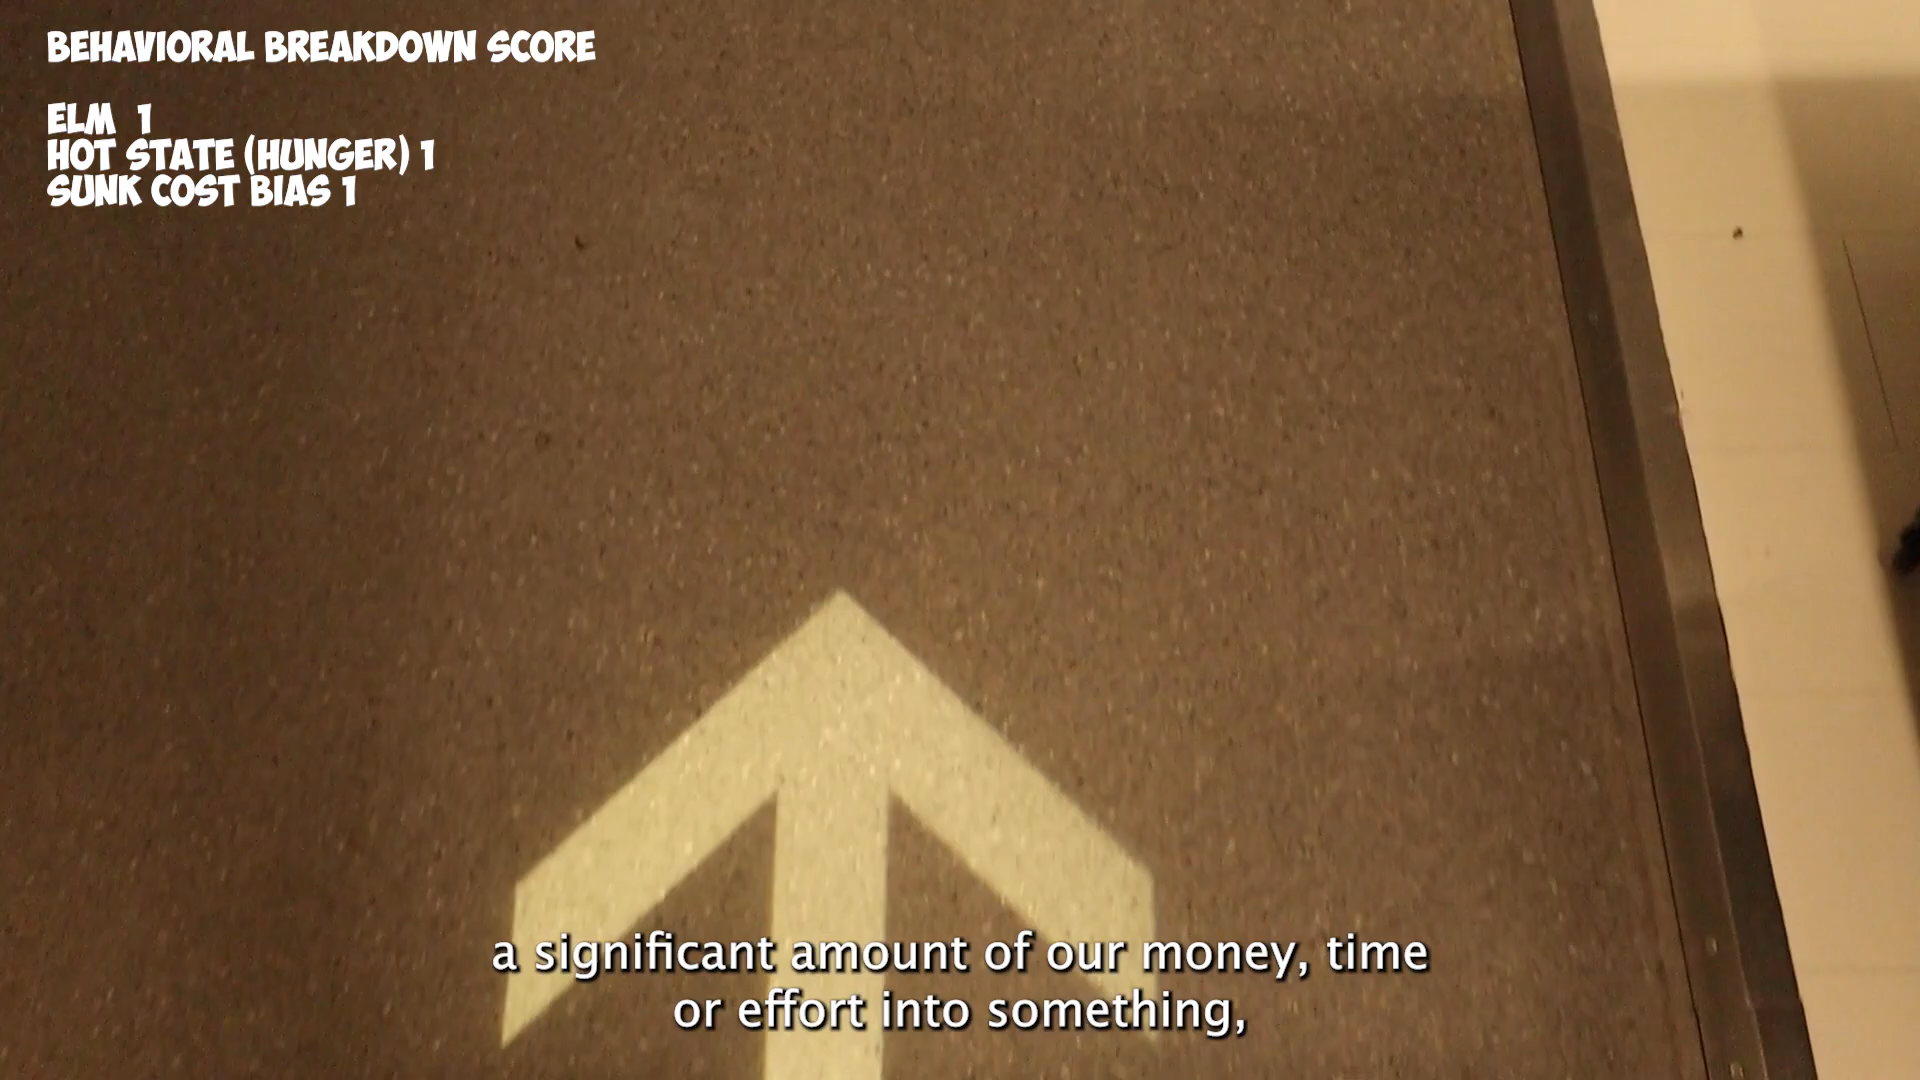 BEHAVIORAL BREAKDOWN SCORE
ELM 1
HOT STATE (HUNGER) 1
SUNK COST BIAS 1
a significant amount of our money, time
or effort into something,